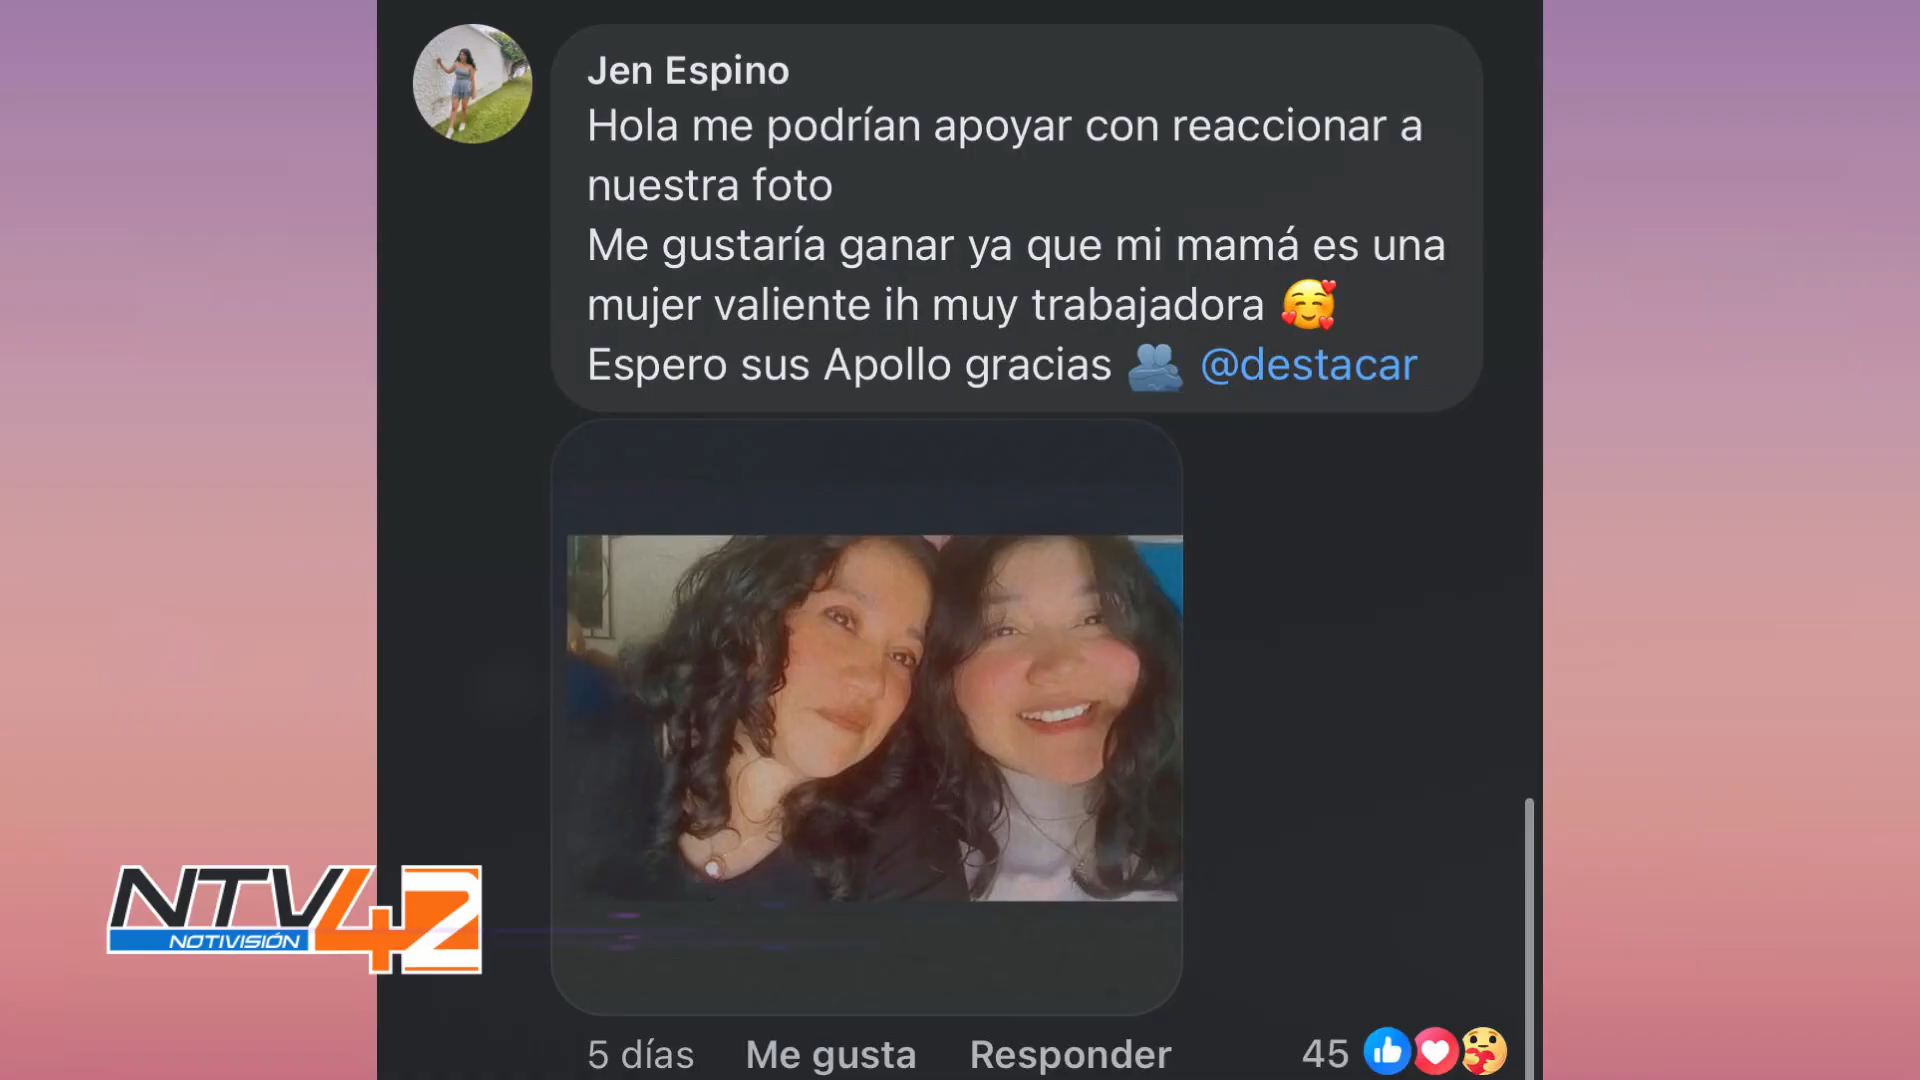 Jen Espino
Hola me podrían apoyar con reaccionar a
nuestra foto
Me gustaría ganar ya que mi mamá es una
mujer valiente ih muy trabajadora 🥰
Espero sus Apollo gracias 🫂 @destacar
NTV42
NOTIVISIÓN
5 días Me gusta Responder 45